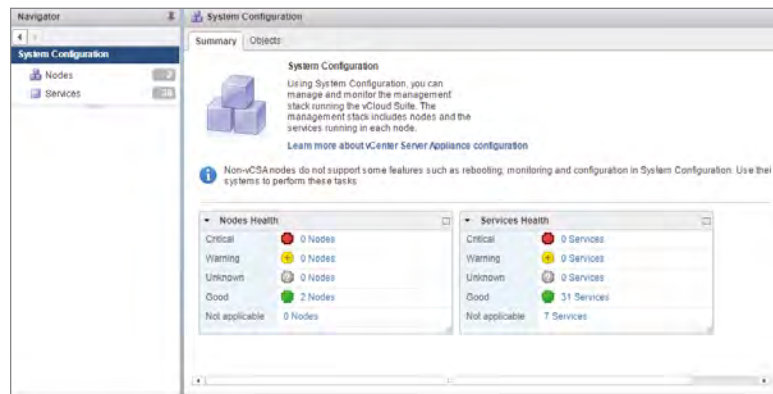 Navigator
System Configuration
Nodes
2
Services
38
System Configuration
Summary
Objects
System Configuration
Using System Configuration, you can
manage and monitor the management
stack running the vCloud Suite. The
management stack includes nodes and the
services running in each node.
Learn more about vCenter Server Appliance configuration
Non-vCSA nodes do not support some features such as rebooting, monitoring and configuration in System Configuration. Use their
systems to perform these tasks
Nodes Health
Critical 0 Nodes
Warning 0 Nodes
Unknown 0 Nodes
Good 2 Nodes
Not applicable 0 Nodes
Services Health
Critical 0 Services
Warning 0 Services
Unknown 0 Services
Good 31 Services
Not applicable 7 Services